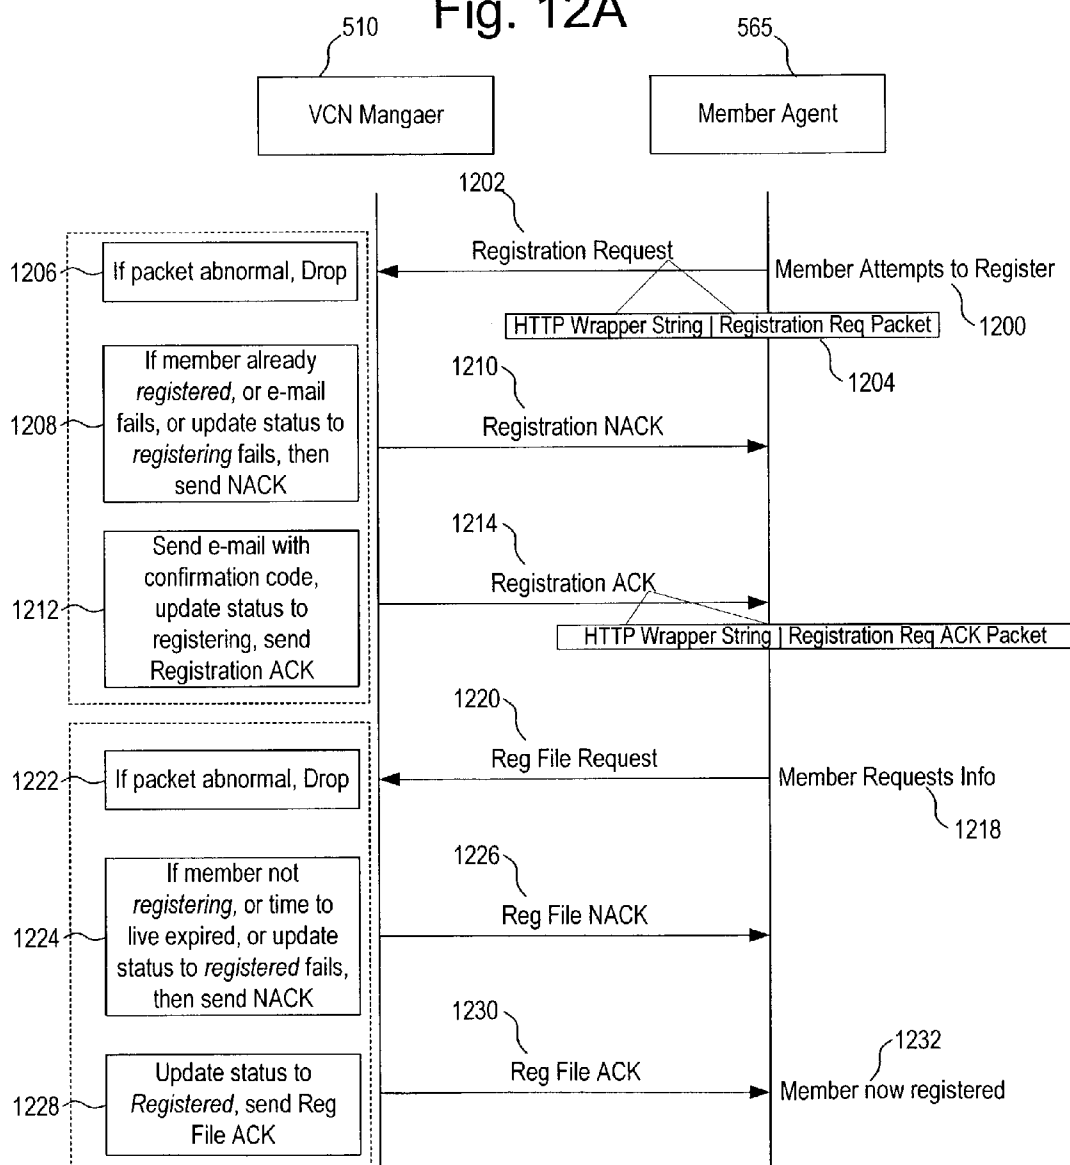 Fig. 12A
510
565
VCN Mangaer
Member Agent
1202
Registration Request
1206
If packet abnormal, Drop
Member Attempts to Register
1200
HTTP Wrapper String | Registration Req Packet
1204
1208
If member already
registered, or e-mail
fails, or update status to
registering fails, then
send NACK
1210
Registration NACK
1212
Send e-mail with
confirmation code,
update status to
registering, send
Registration ACK
1214
Registration ACK
HTTP Wrapper String | Registration Req ACK Packet
1220
Reg File Request
1222
If packet abnormal, Drop
Member Requests Info
1218
1224
If member not
registering, or time to
live expired, or update
status to registered fails,
then send NACK
1226
Reg File NACK
1228
Update status to
Registered, send Reg
File ACK
1230
Reg File ACK
1232
Member now registered